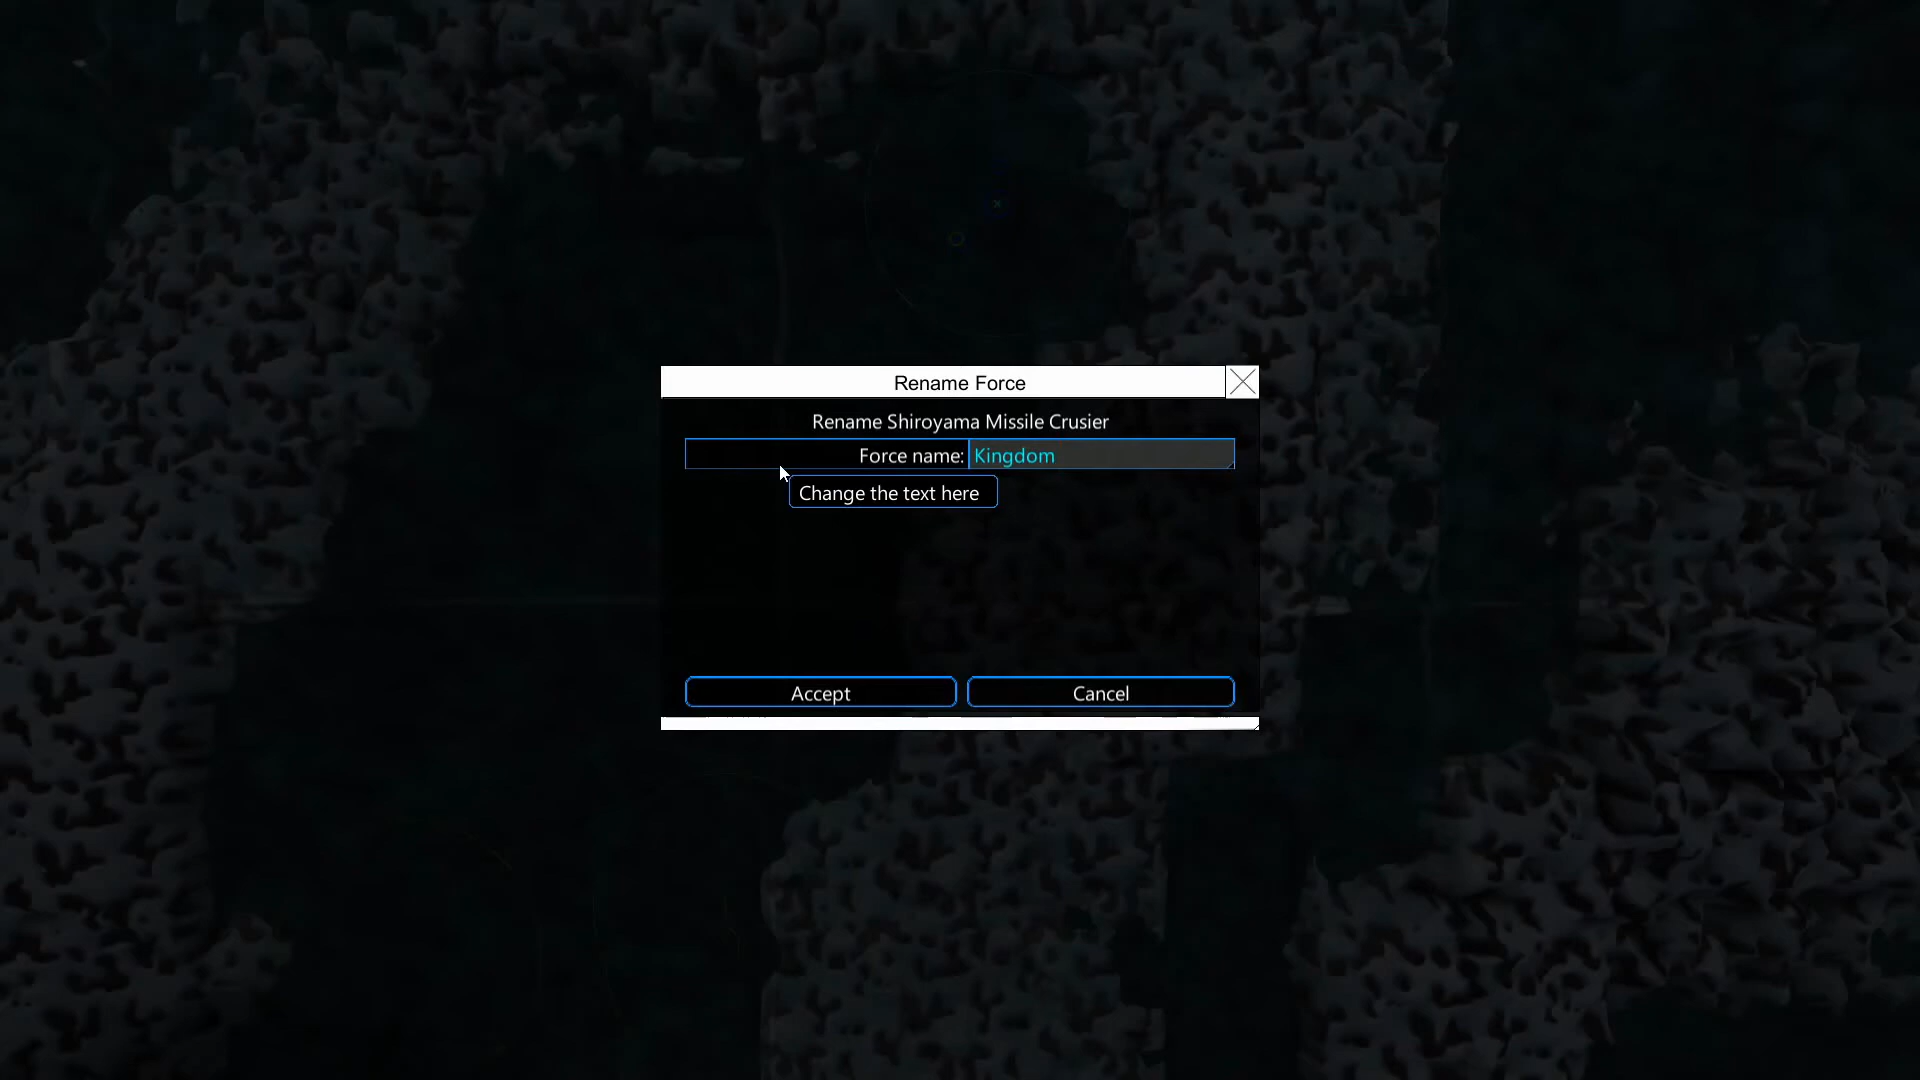 Rename Force
Rename Shiroyama Missile Crusier
Force name: Kingdom
Change the text here
Accept Cancel